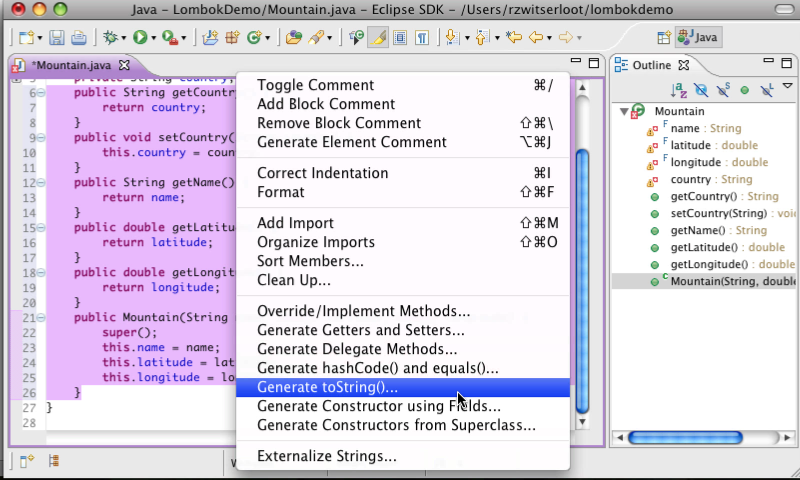 Java – LombokDemo/Mountain.java – Eclipse SDK – /Users/rzwitserloot/lombokdemo
Java
*Mountain.java
private String country;
6 public String getCountry
7 return country;
8 }
9 public void setCountry(
10 this.country = coun
11 }
12 public String getName()
13 return name;
14 }
15 public double getLatitu
16 return latitude;
17 }
18 public double getLongit
19 return longitude;
20 }
21 public Mountain(String
22 super();
23 this.name = name;
24 this.latitude = lat
25 this.longitude = lo
26 }
27 }
28
Toggle Comment ⌘/
Add Block Comment
Remove Block Comment ⇧⌘\
Generate Element Comment ⌥⌘J
Correct Indentation ⌘I
Format ⇧⌘F
Add Import ⇧⌘M
Organize Imports ⇧⌘O
Sort Members...
Clean Up...
Override/Implement Methods...
Generate Getters and Setters...
Generate Delegate Methods...
Generate hashCode() and equals()...
Generate toString()...
Generate Constructor using Fields...
Generate Constructors from Superclass...
Externalize Strings...
Outline
Mountain
name : String
latitude : double
longitude : double
country : String
getCountry() : String
setCountry(String) : voi
getName() : String
getLatitude() : double
getLongitude() : double
Mountain(String, double